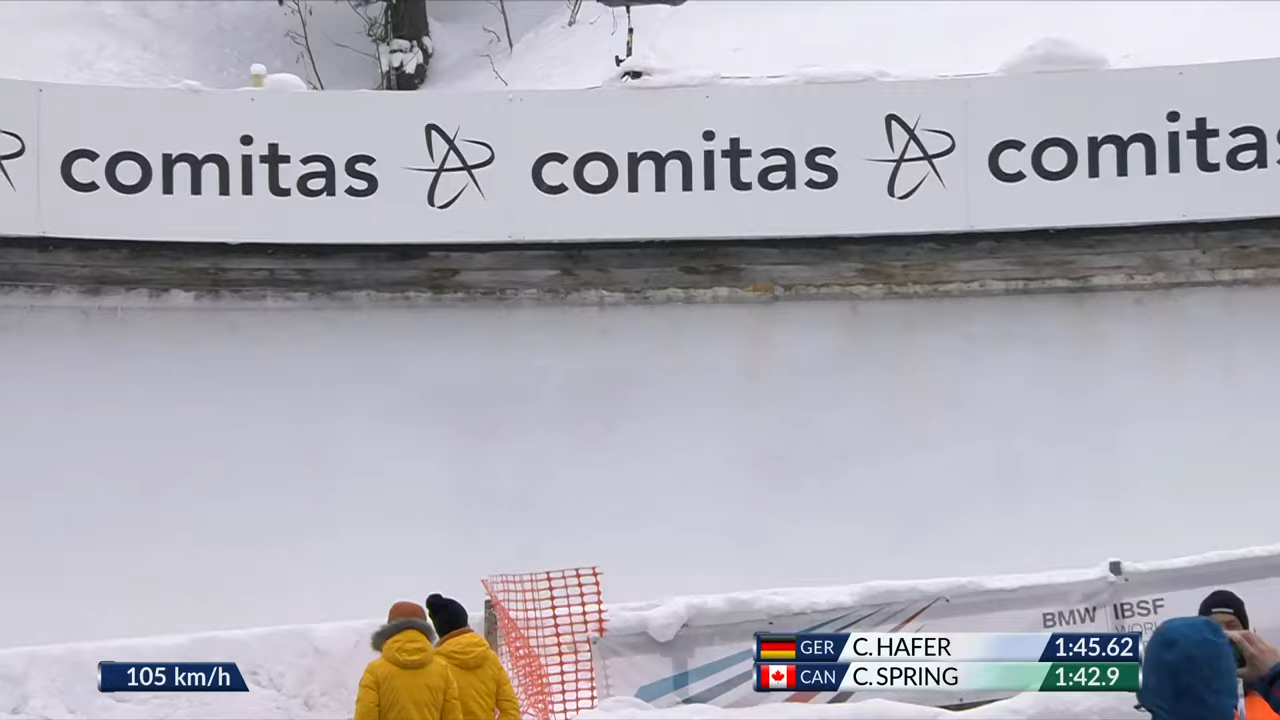 comitas comitas comitas
BMW IBSF
GER C. HAFER 1:45.62
105 km/h CAN C. SPRING 1:42.9